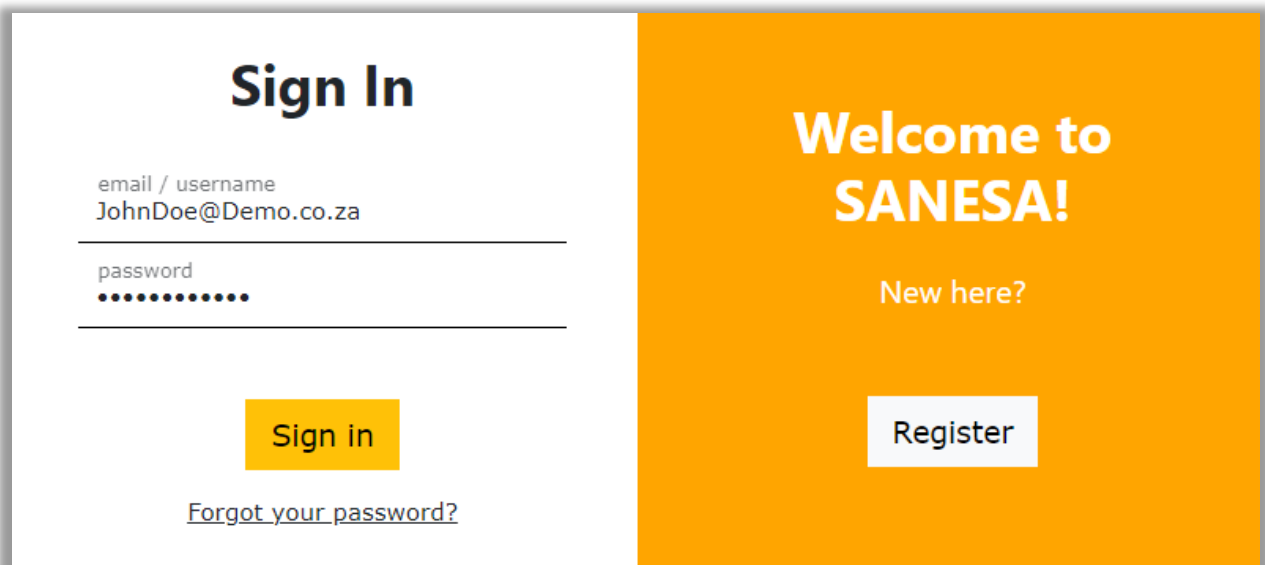 Sign In
email / username
JohnDoe@Demo.co.za
password
••••••••••••
Sign in
Forgot your password?
Welcome to
SANESA!
New here?
Register